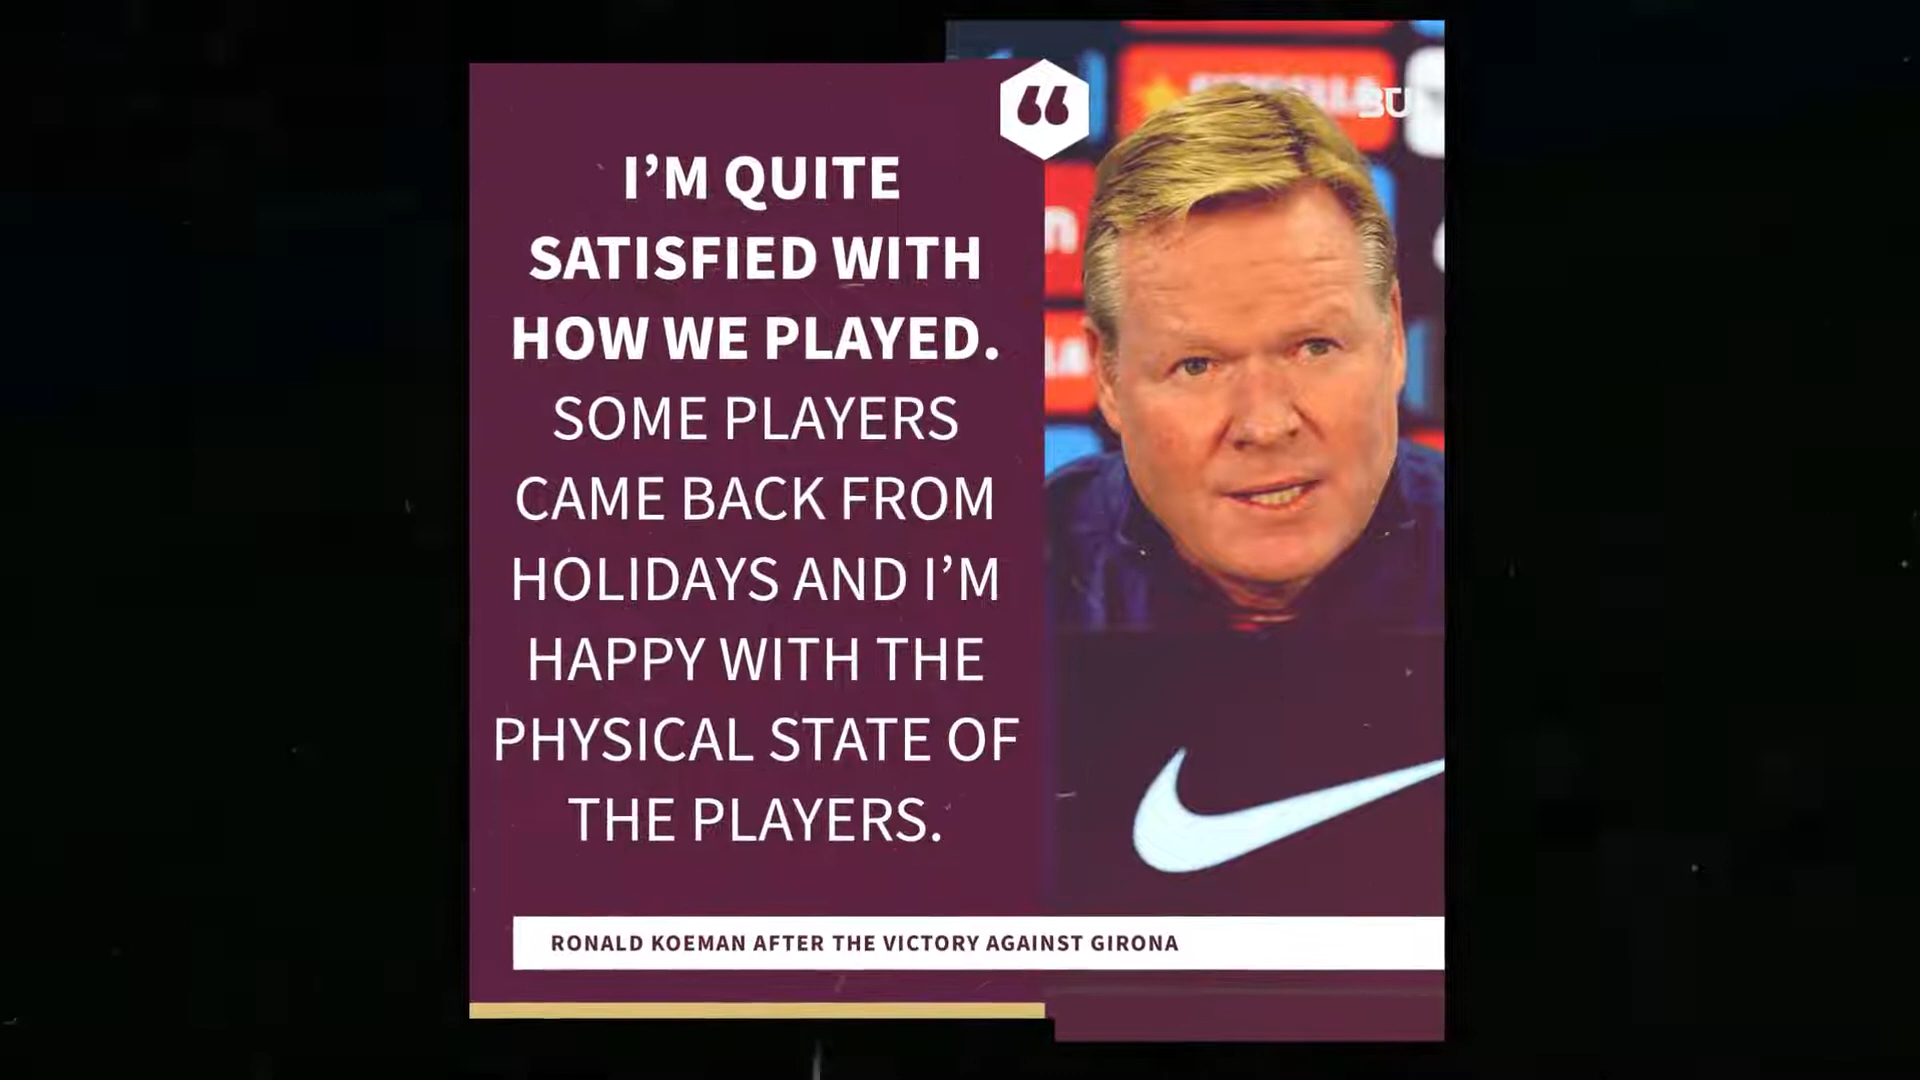 “
I’M QUITE
SATISFIED WITH
HOW WE PLAYED.
SOME PLAYERS
CAME BACK FROM
HOLIDAYS AND I’M
HAPPY WITH THE
PHYSICAL STATE OF
THE PLAYERS.
RONALD KOEMAN AFTER THE VICTORY AGAINST GIRONA